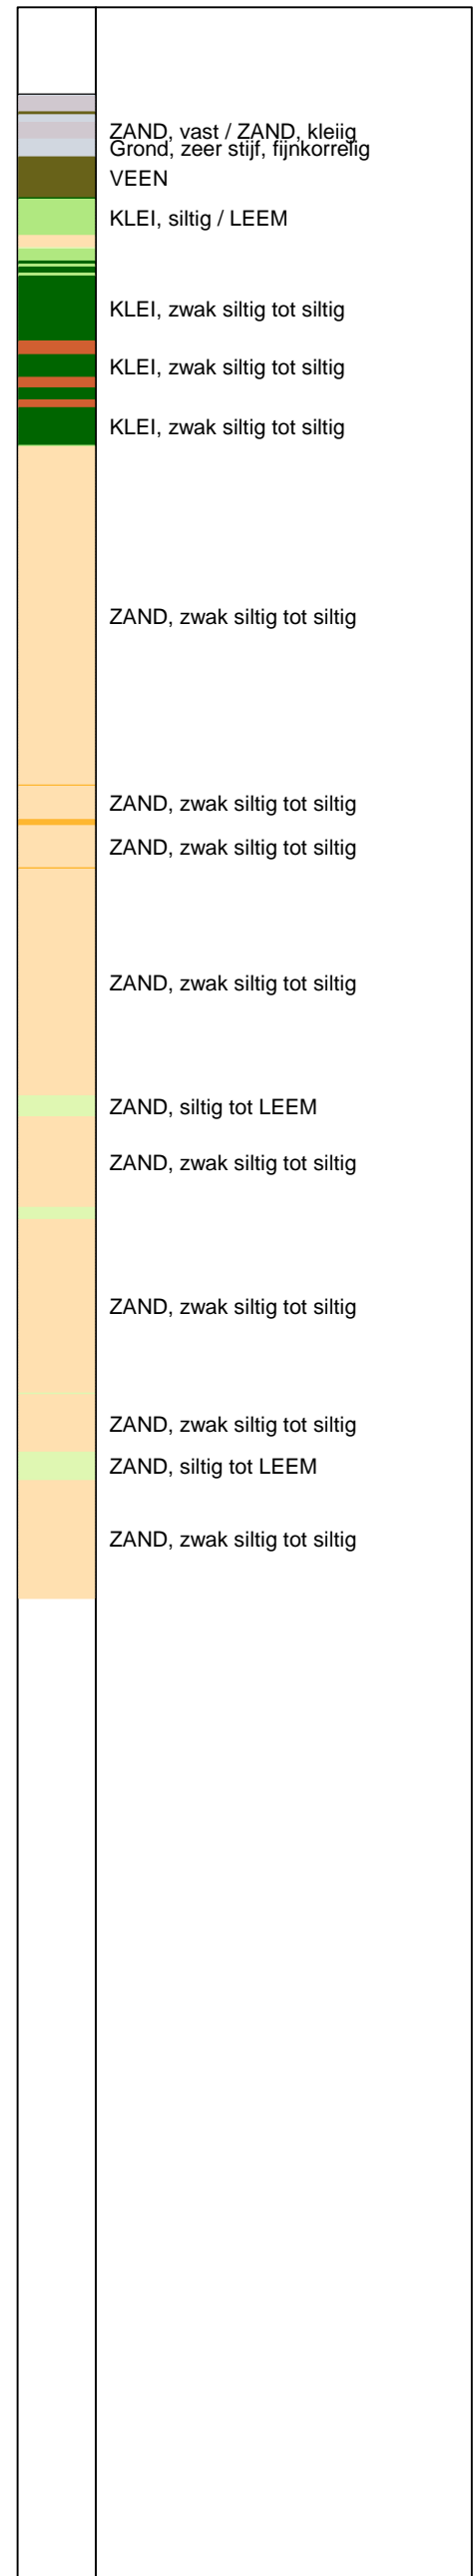 ZAND, vast / ZAND, kleiig
Grond, zeer stijf, fijnkorrelig
VEEN
KLEI, siltig / LEEM
KLEI, zwak siltig tot siltig
KLEI, zwak siltig tot siltig
KLEI, zwak siltig tot siltig
ZAND, zwak siltig tot siltig
ZAND, zwak siltig tot siltig
ZAND, zwak siltig tot siltig
ZAND, zwak siltig tot siltig
ZAND, siltig tot LEEM
ZAND, zwak siltig tot siltig
ZAND, zwak siltig tot siltig
ZAND, zwak siltig tot siltig
ZAND, siltig tot LEEM
ZAND, zwak siltig tot siltig